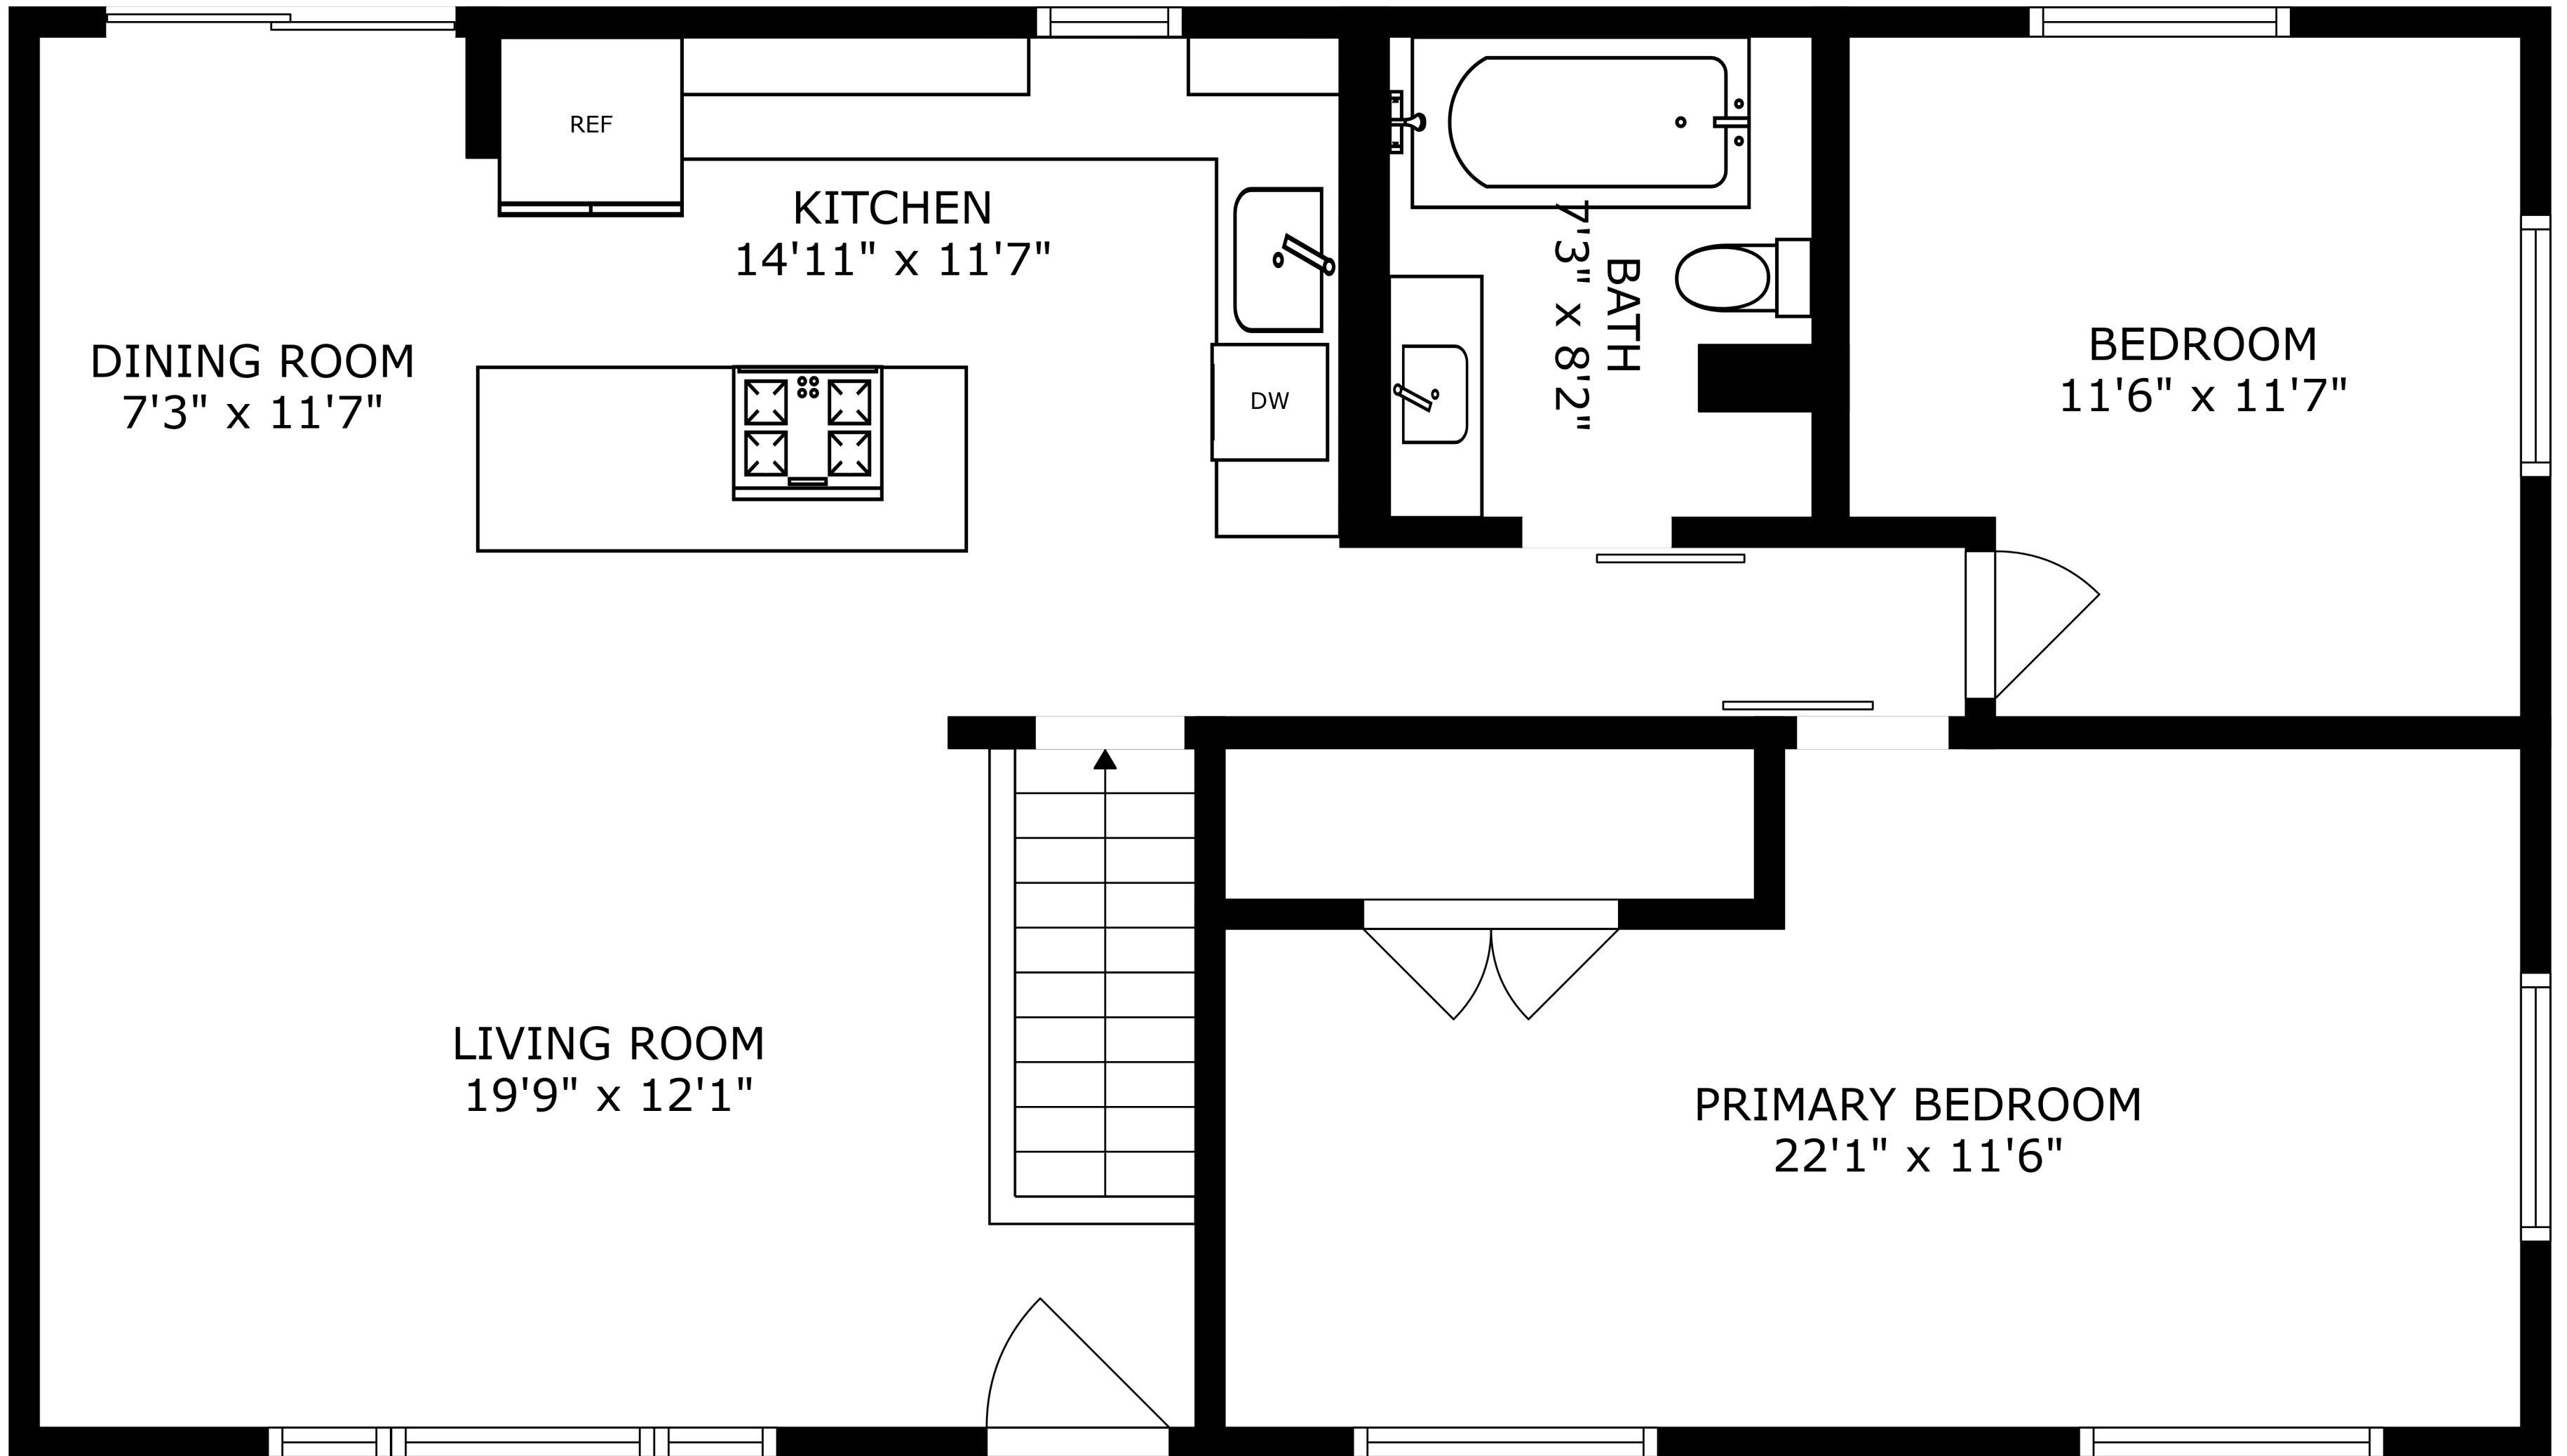 REF
KITCHEN
14'11" x 11'7"
DINING ROOM
7'3" x 11'7"
DW
BATH
7'3" x 8'2"
BEDROOM
11'6" x 11'7"
LIVING ROOM
19'9" x 12'1"
PRIMARY BEDROOM
22'1" x 11'6"